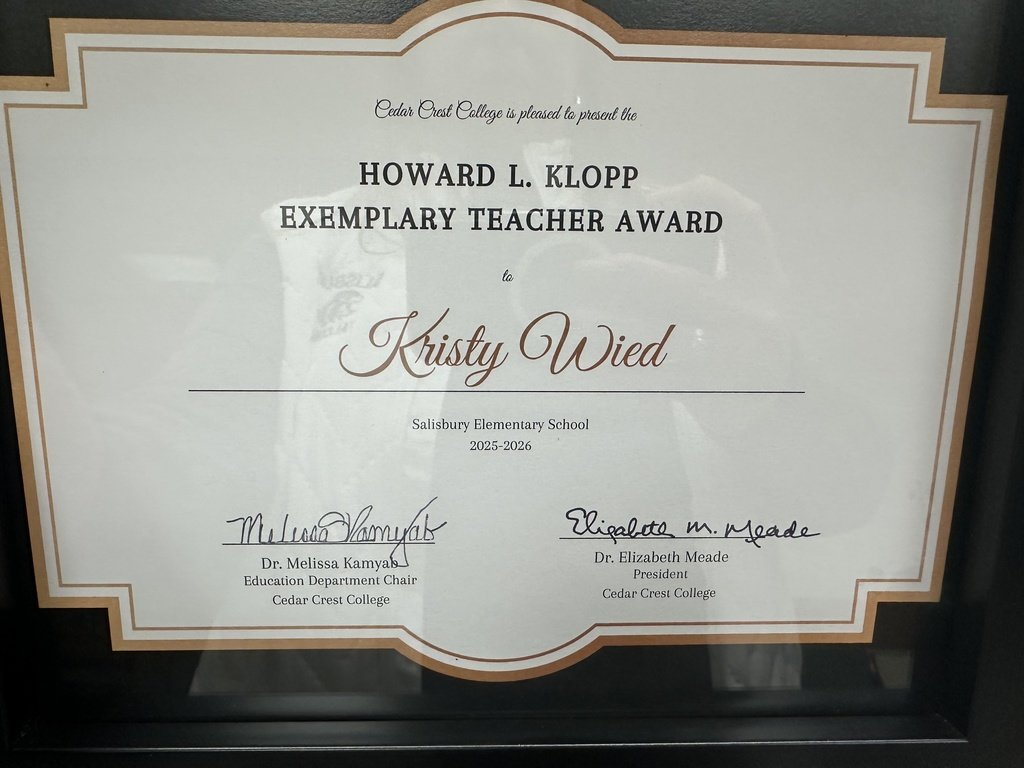 Cedar Crest College is pleased to present the
HOWARD L. KLOPP
EXEMPLARY TEACHER AWARD
to
Kristy Wied
Salisbury Elementary School
2025-2026
Melissa Kamyab
Elizabeth M. Meade
Dr. Melissa Kamyab
Education Department Chair
Cedar Crest College
Dr. Elizabeth Meade
President
Cedar Crest College